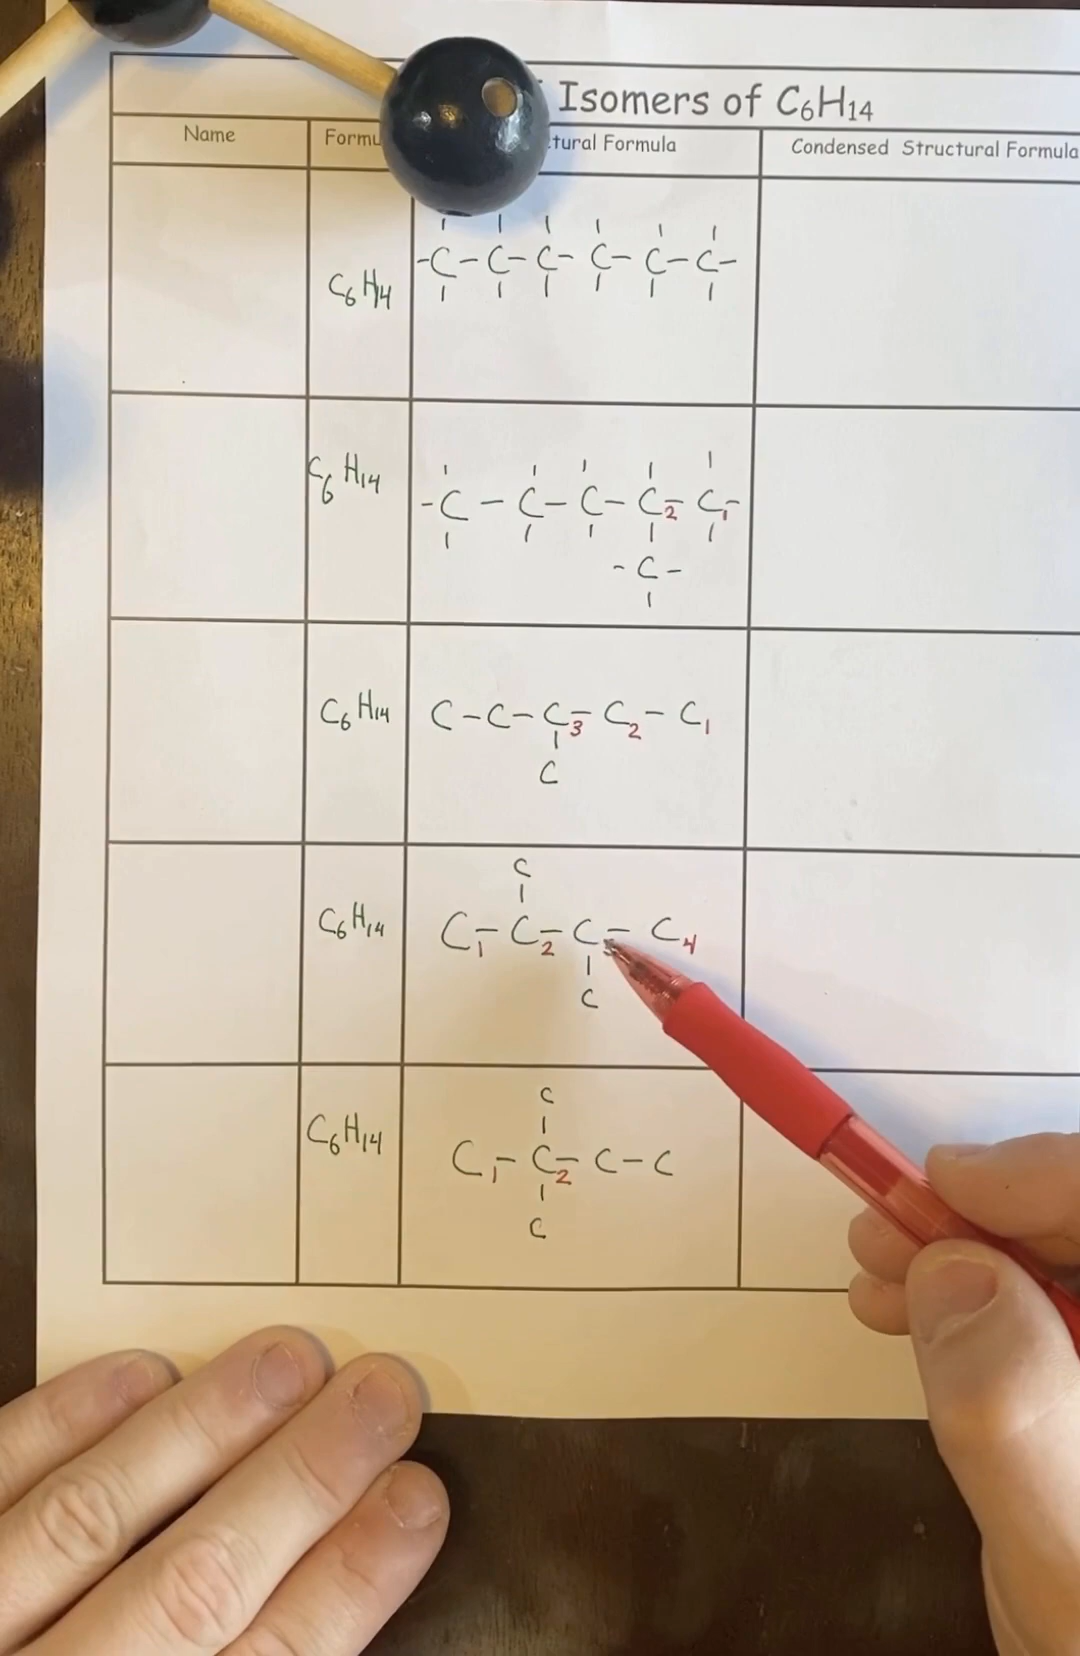 Isomers of C₆H₁₄
Name Formu tural Formula Condensed Structural Formula
C₆H₁₄ -C-C-C-C-C-C-
C₆H₁₄ -C-C-C-C₂-C₁-
-C-
C₆H₁₄ C-C-C₃-C₂-C₁
C
C
C₆H₁₄ C₁-C₂-C-C₄
C
C
C₆H₁₄ C₁-C₂-C-C
C